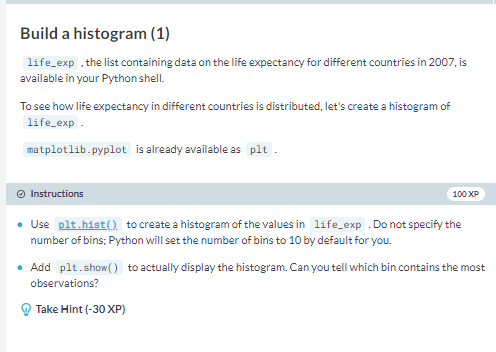 Build a histogram (1)
life_exp , the list containing data on the life expectancy for different countries in 2007, is
available in your Python shell.
To see how life expectancy in different countries is distributed, let's create a histogram of
life_exp .
matplotlib.pyplot is already available as plt .
Instructions
100 XP
Use plt.hist() to create a histogram of the values in life_exp . Do not specify the
number of bins; Python will set the number of bins to 10 by default for you.
Add plt.show() to actually display the histogram. Can you tell which bin contains the most
observations?
Take Hint (-30 XP)